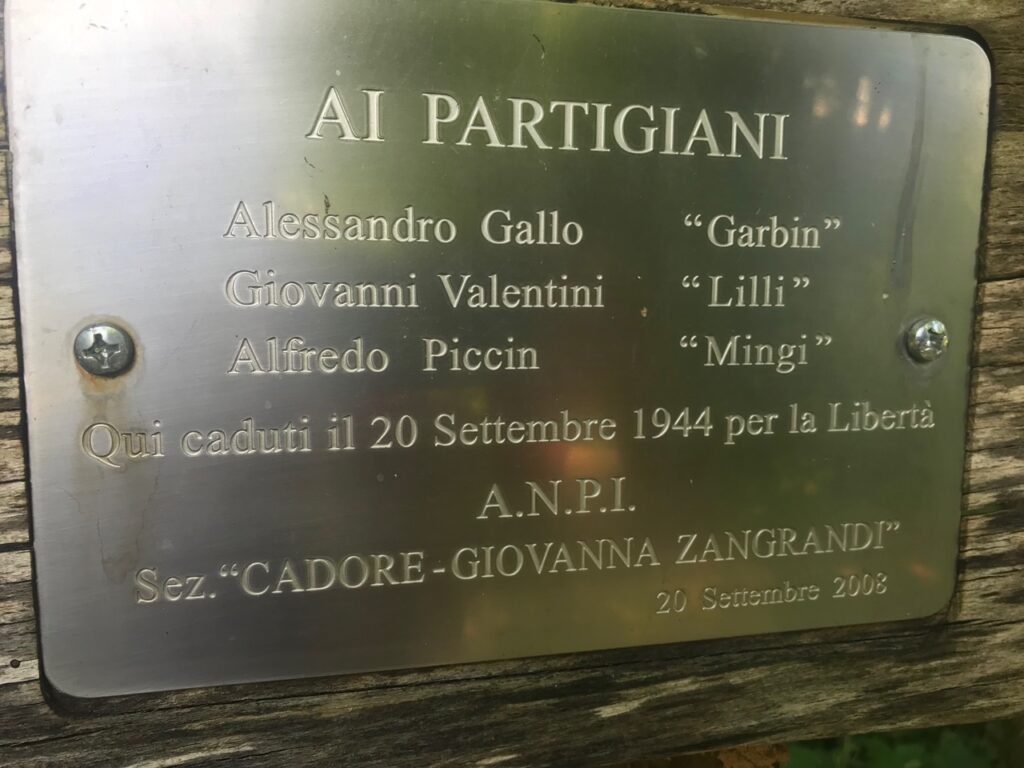 AI PARTIGIANI
Alessandro Gallo “Garbin”
Giovanni Valentini “Lilli”
Alfredo Piccin “Mingi”
Qui caduti il 20 Settembre 1944 per la Libertà
A.N.P.I.
Sez.“CADORE-GIOVANNA ZANGRANDI”
20 Settembre 2008